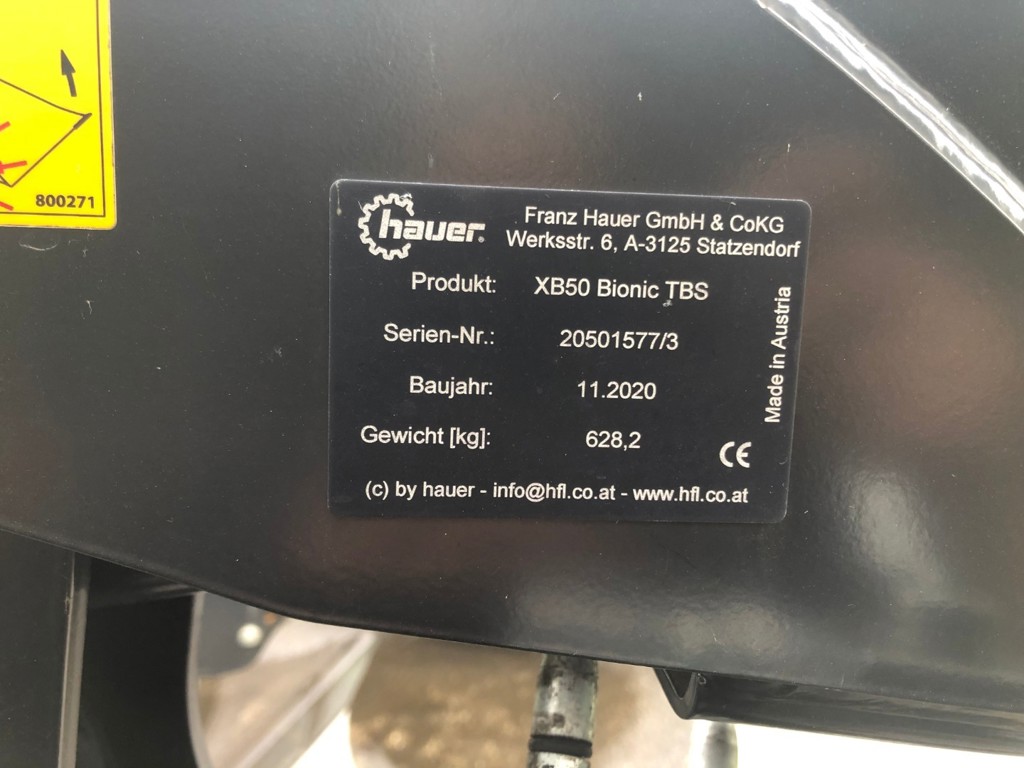 800271
hauer®
Franz Hauer GmbH & CoKG
Werksstr. 6, A-3125 Statzendorf
Produkt: XB50 Bionic TBS
Serien-Nr.: 20501577/3
Baujahr: 11.2020
Gewicht [kg]: 628,2
Made in Austria
CE
(c) by hauer - info@hfl.co.at - www.hfl.co.at